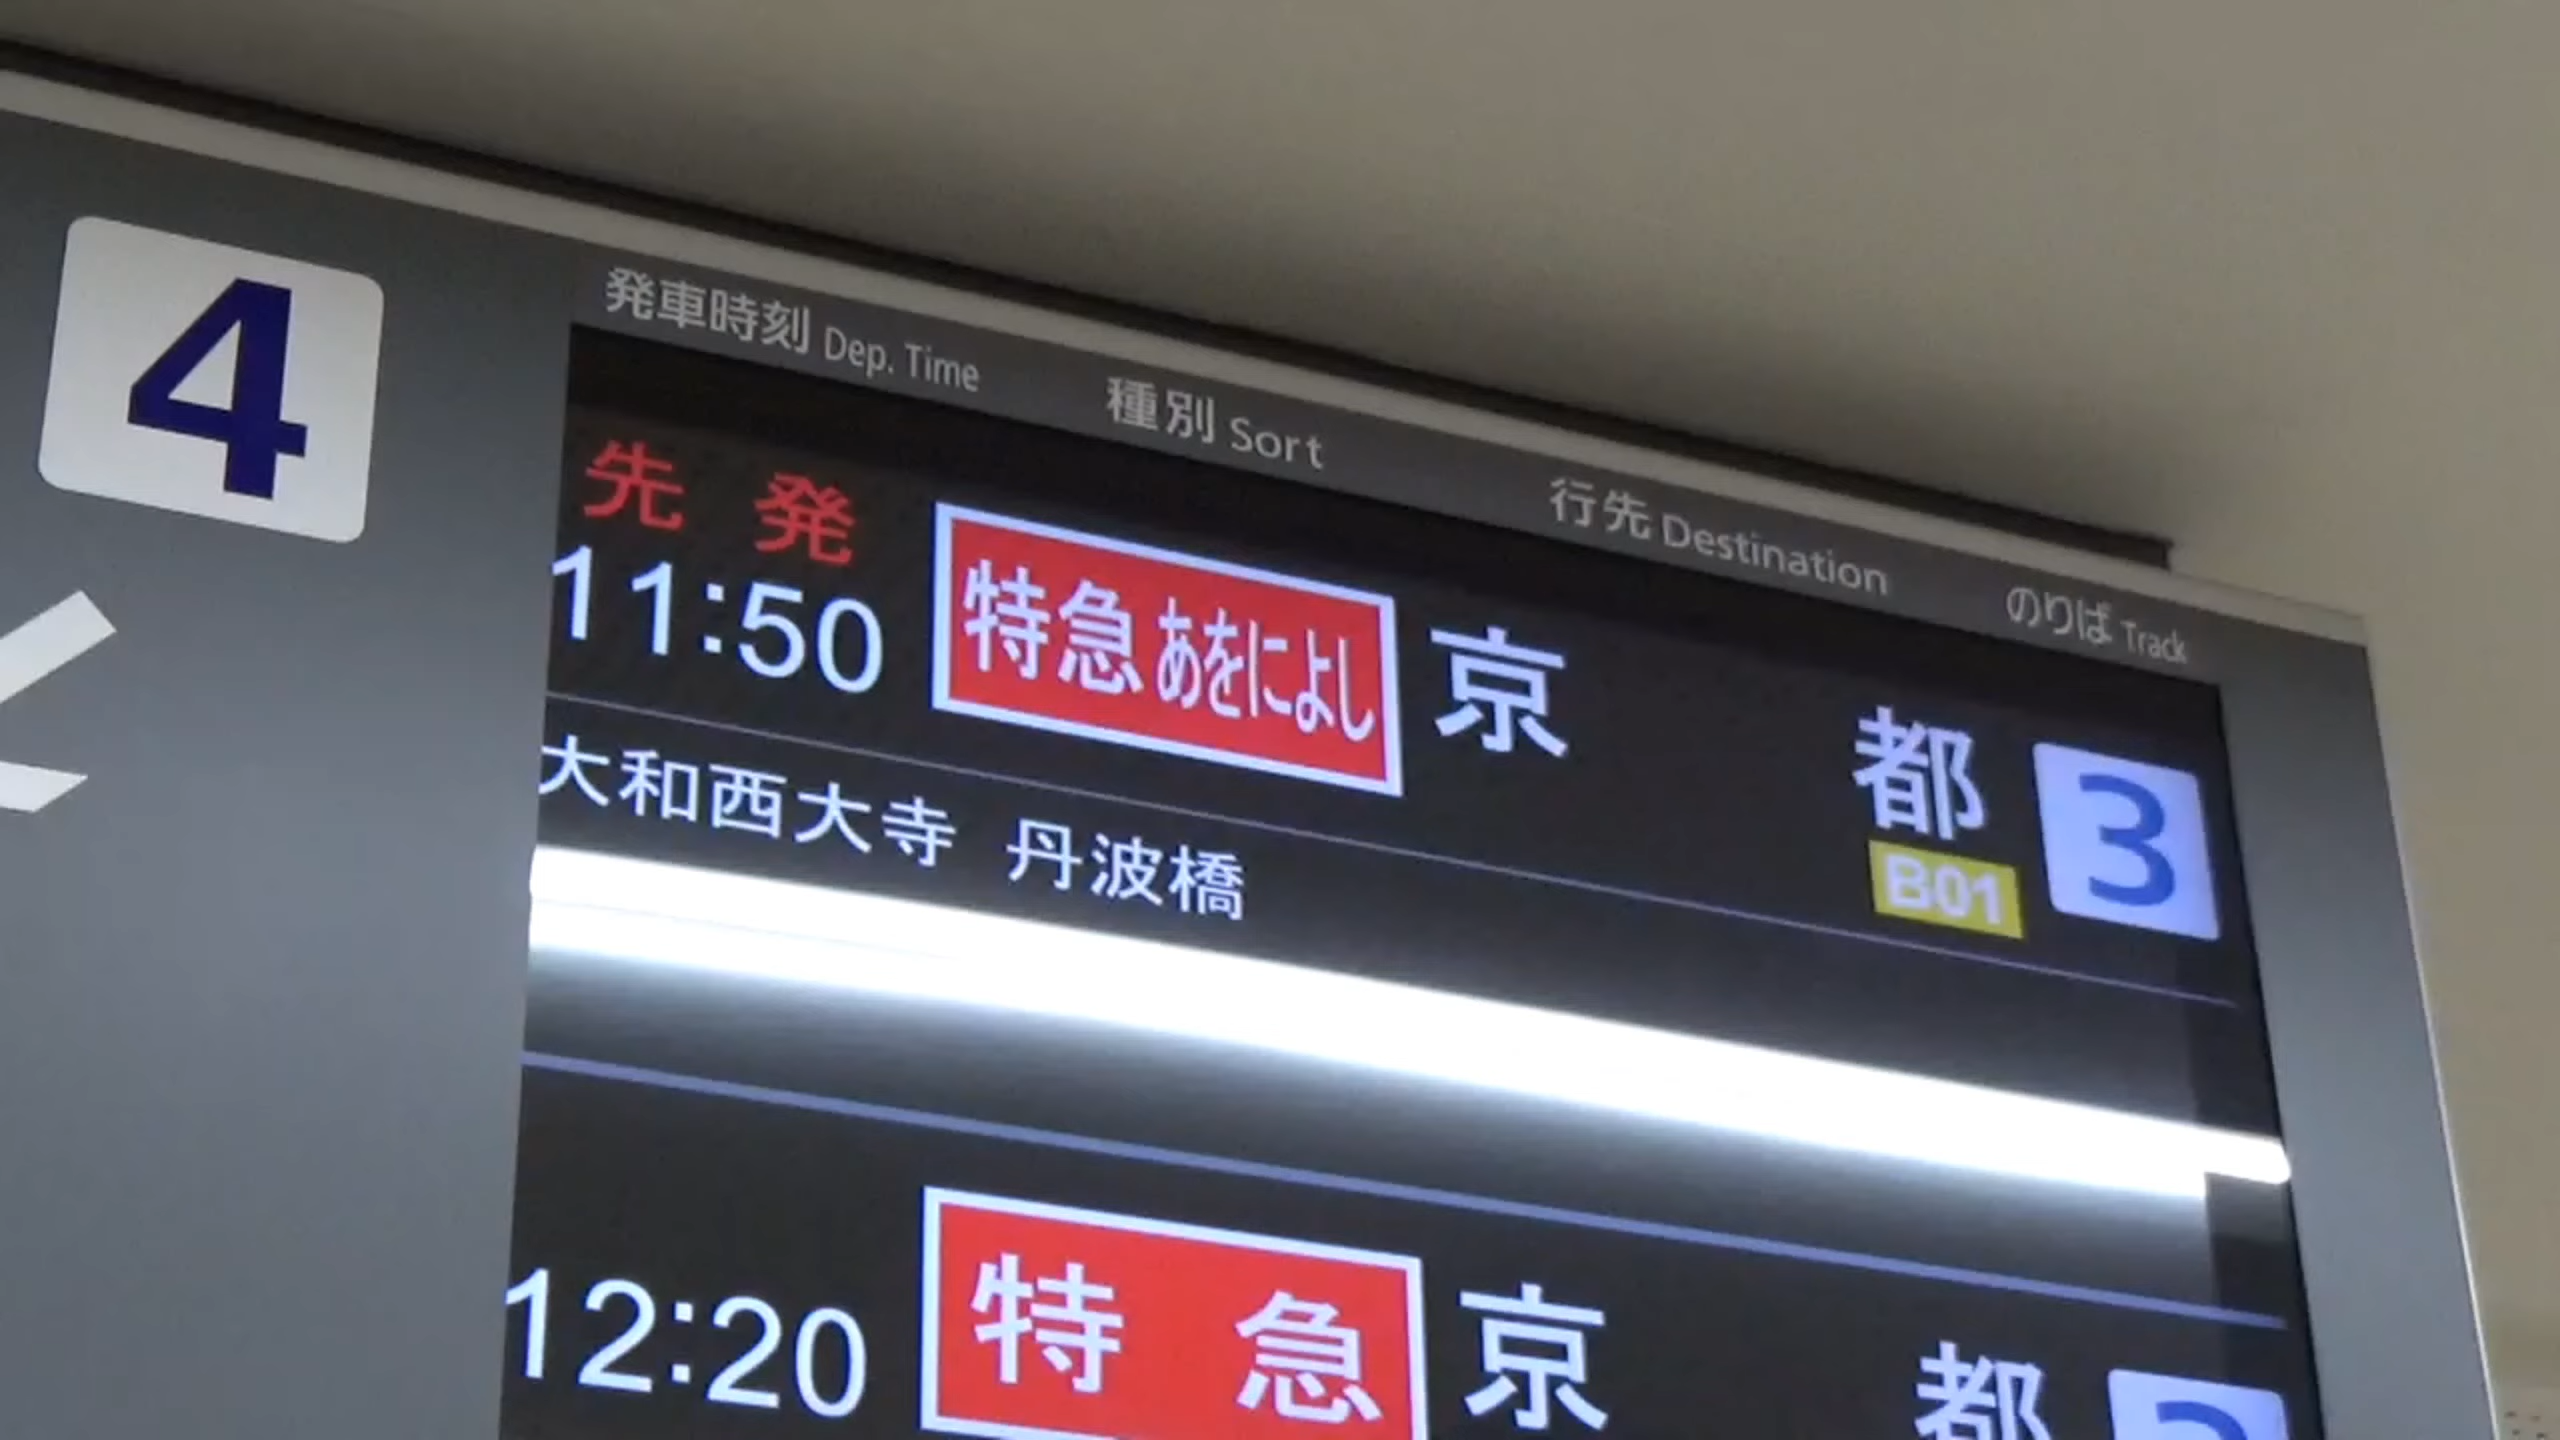 4
発車時刻 Dep. Time 種別 Sort 行先 Destination のりば Track
先発
11:50 特急 あをによし 京都 3
B01
大和西大寺 丹波橋
12:20 特急 京都